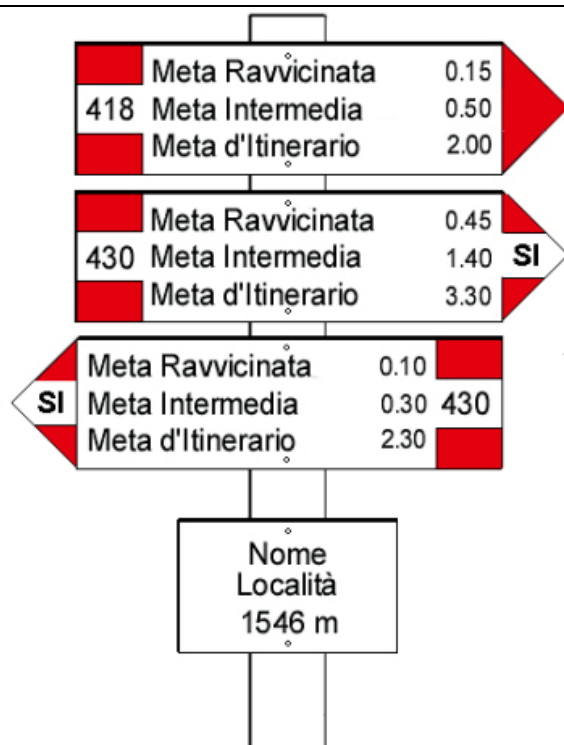 Meta Ravvicinata 0.15
418 Meta Intermedia 0.50
Meta d'Itinerario 2.00
Meta Ravvicinata 0.45
430 Meta Intermedia 1.40 SI
Meta d'Itinerario 3.30
Meta Ravvicinata 0.10
SI Meta Intermedia 0.30 430
Meta d'Itinerario 2.30
Nome
Località
1546 m